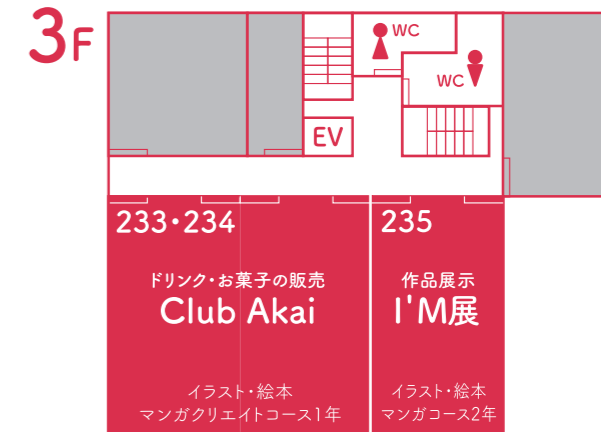 3F
WC
WC
EV
233・234
ドリンク・お菓子の販売
Club Akai
イラスト・絵本
マンガクリエイトコース1年
235
作品展示
I'M展
イラスト・絵本
マンガコース2年